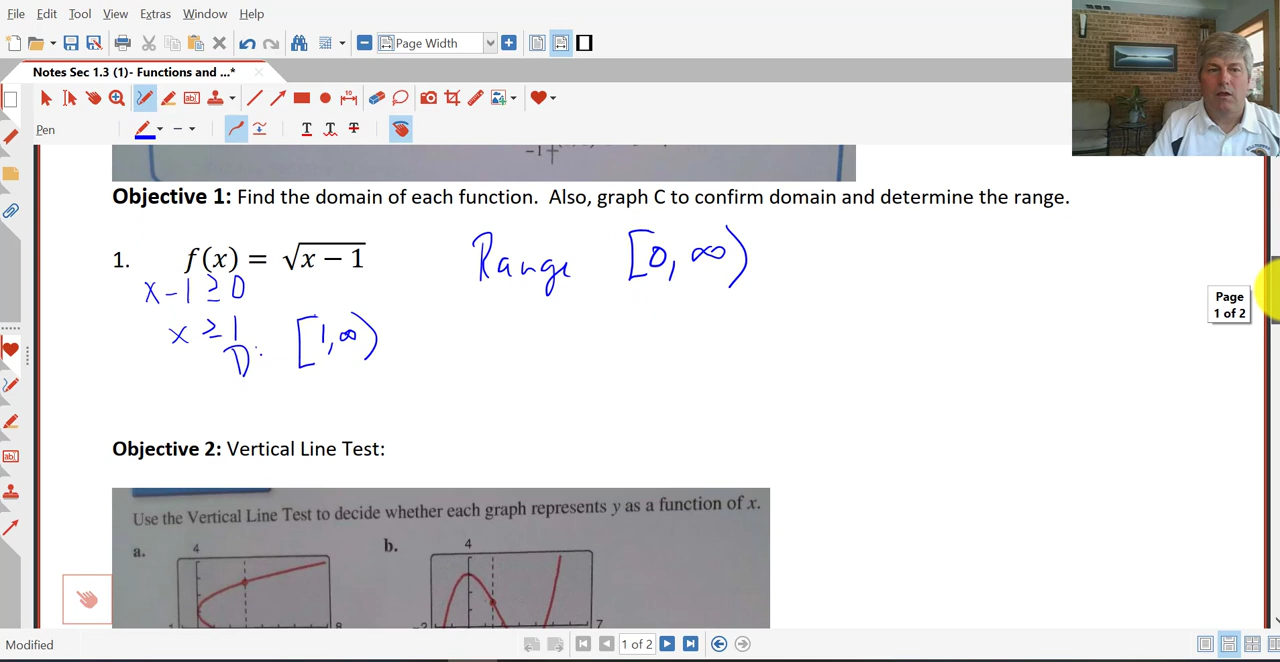 File Edit Tool View Extras Window Help
Page Width
Notes Sec 1.3 (1)- Functions and ...*
Pen
-1
Objective 1: Find the domain of each function. Also, graph C to confirm domain and determine the range.
1. f(x) = √x − 1
Range [0, ∞)
x - 1 ≥ 0
x ≥ 1
D: [1, ∞)
Page
1 of 2
Objective 2: Vertical Line Test:
Use the Vertical Line Test to decide whether each graph represents y as a function of x.
a. 4
b. 4
-2 7
Modified
1 of 2